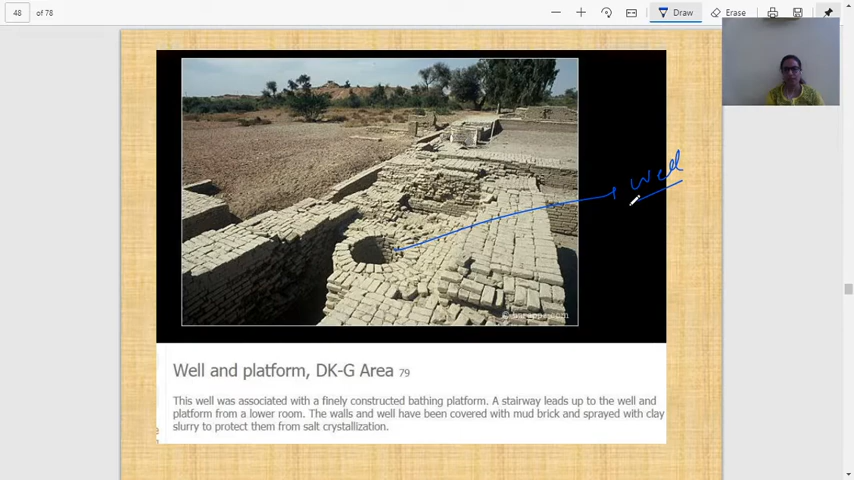 48 of 78
Draw
Erase
Well
© harappa.com
Well and platform, DK-G Area 79
This well was associated with a finely constructed bathing platform. A stairway leads up to the well and
platform from a lower room. The walls and well have been covered with mud brick and sprayed with clay
slurry to protect them from salt crystallization.